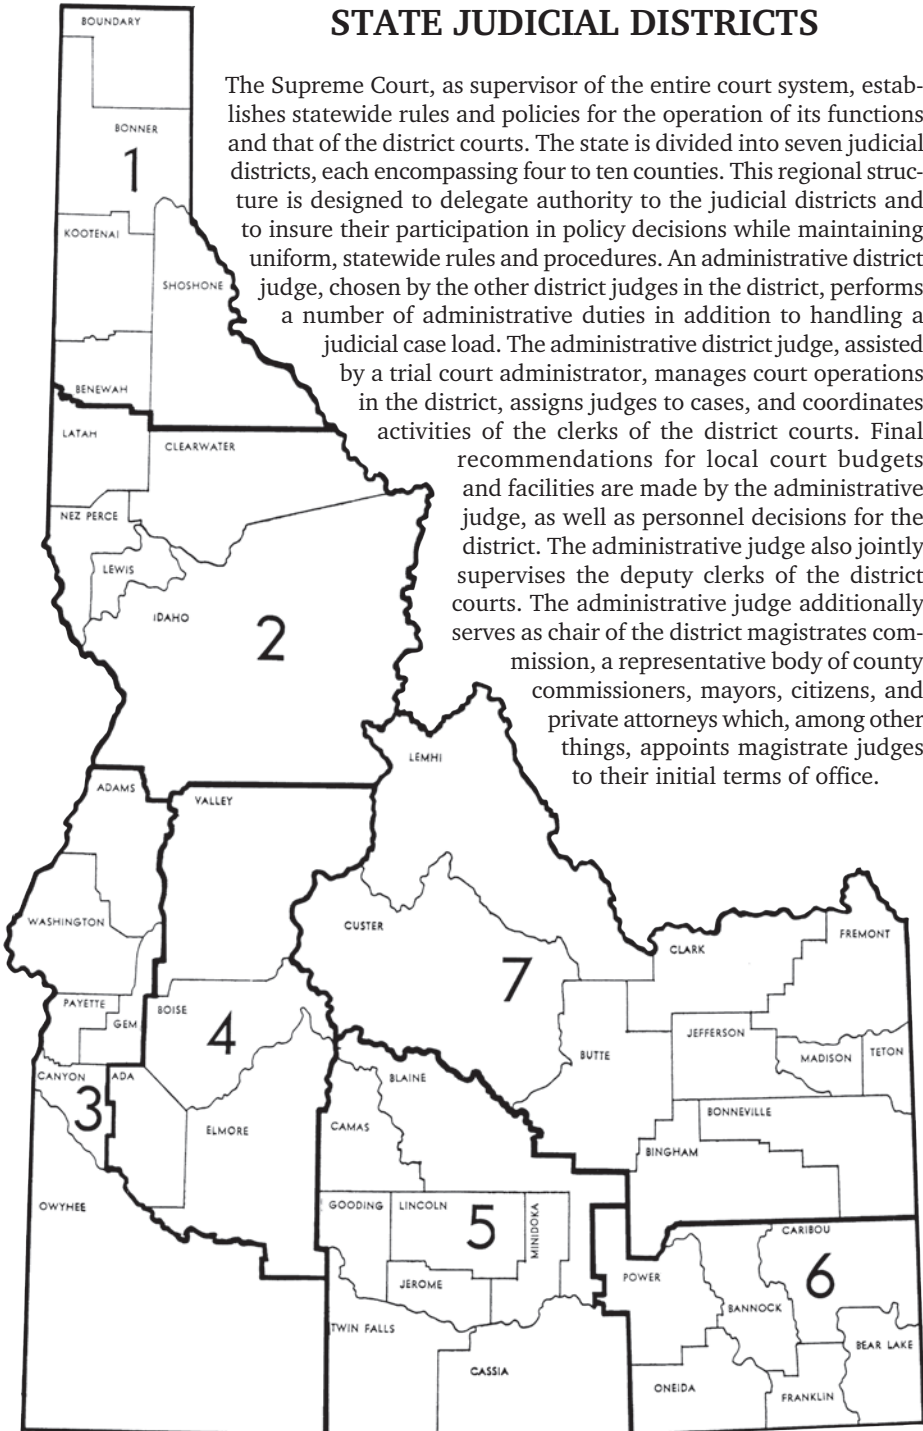 STATE JUDICIAL DISTRICTS
The Supreme Court, as supervisor of the entire court system, estab-
lishes statewide rules and policies for the operation of its functions
and that of the district courts. The state is divided into seven judicial
districts, each encompassing four to ten counties. This regional struc-
ture is designed to delegate authority to the judicial districts and
to insure their participation in policy decisions while maintaining
uniform, statewide rules and procedures. An administrative district
judge, chosen by the other district judges in the district, performs
a number of administrative duties in addition to handling a
judicial case load. The administrative district judge, assisted
by a trial court administrator, manages court operations
in the district, assigns judges to cases, and coordinates
activities of the clerks of the district courts. Final
recommendations for local court budgets
and facilities are made by the administrative
judge, as well as personnel decisions for the
district. The administrative judge also jointly
supervises the deputy clerks of the district
courts. The administrative judge additionally
serves as chair of the district magistrates com-
mission, a representative body of county
commissioners, mayors, citizens, and
private attorneys which, among other
things, appoints magistrate judges
to their initial terms of office.
BOUNDARY
BONNER
1
KOOTENAI
SHOSHONE
BENEWAH
LATAH
CLEARWATER
NEZ PERCE
LEWIS
IDAHO
2
LEMHI
ADAMS
VALLEY
WASHINGTON
CUSTER
7
CLARK
FREMONT
PAYETTE
GEM
BOISE
4
JEFFERSON
MADISON
TETON
BUTTE
CANYON
ADA
3
BLAINE
CAMAS
ELMORE
BONNEVILLE
BINGHAM
OWYHEE
GOODING
LINCOLN
5
MINIDOKA
JEROME
CARIBOU
6
POWER
BANNOCK
TWIN FALLS
BEAR LAKE
CASSIA
ONEIDA
FRANKLIN